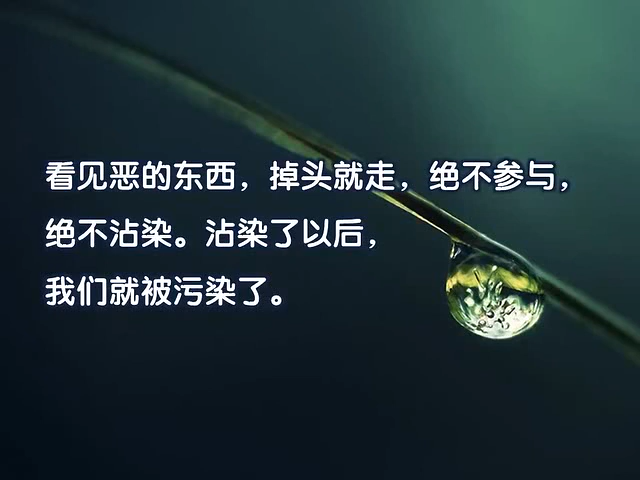 看见恶的东西，掉头就走，绝不参与，
绝不沾染。沾染了以后，
我们就被污染了。